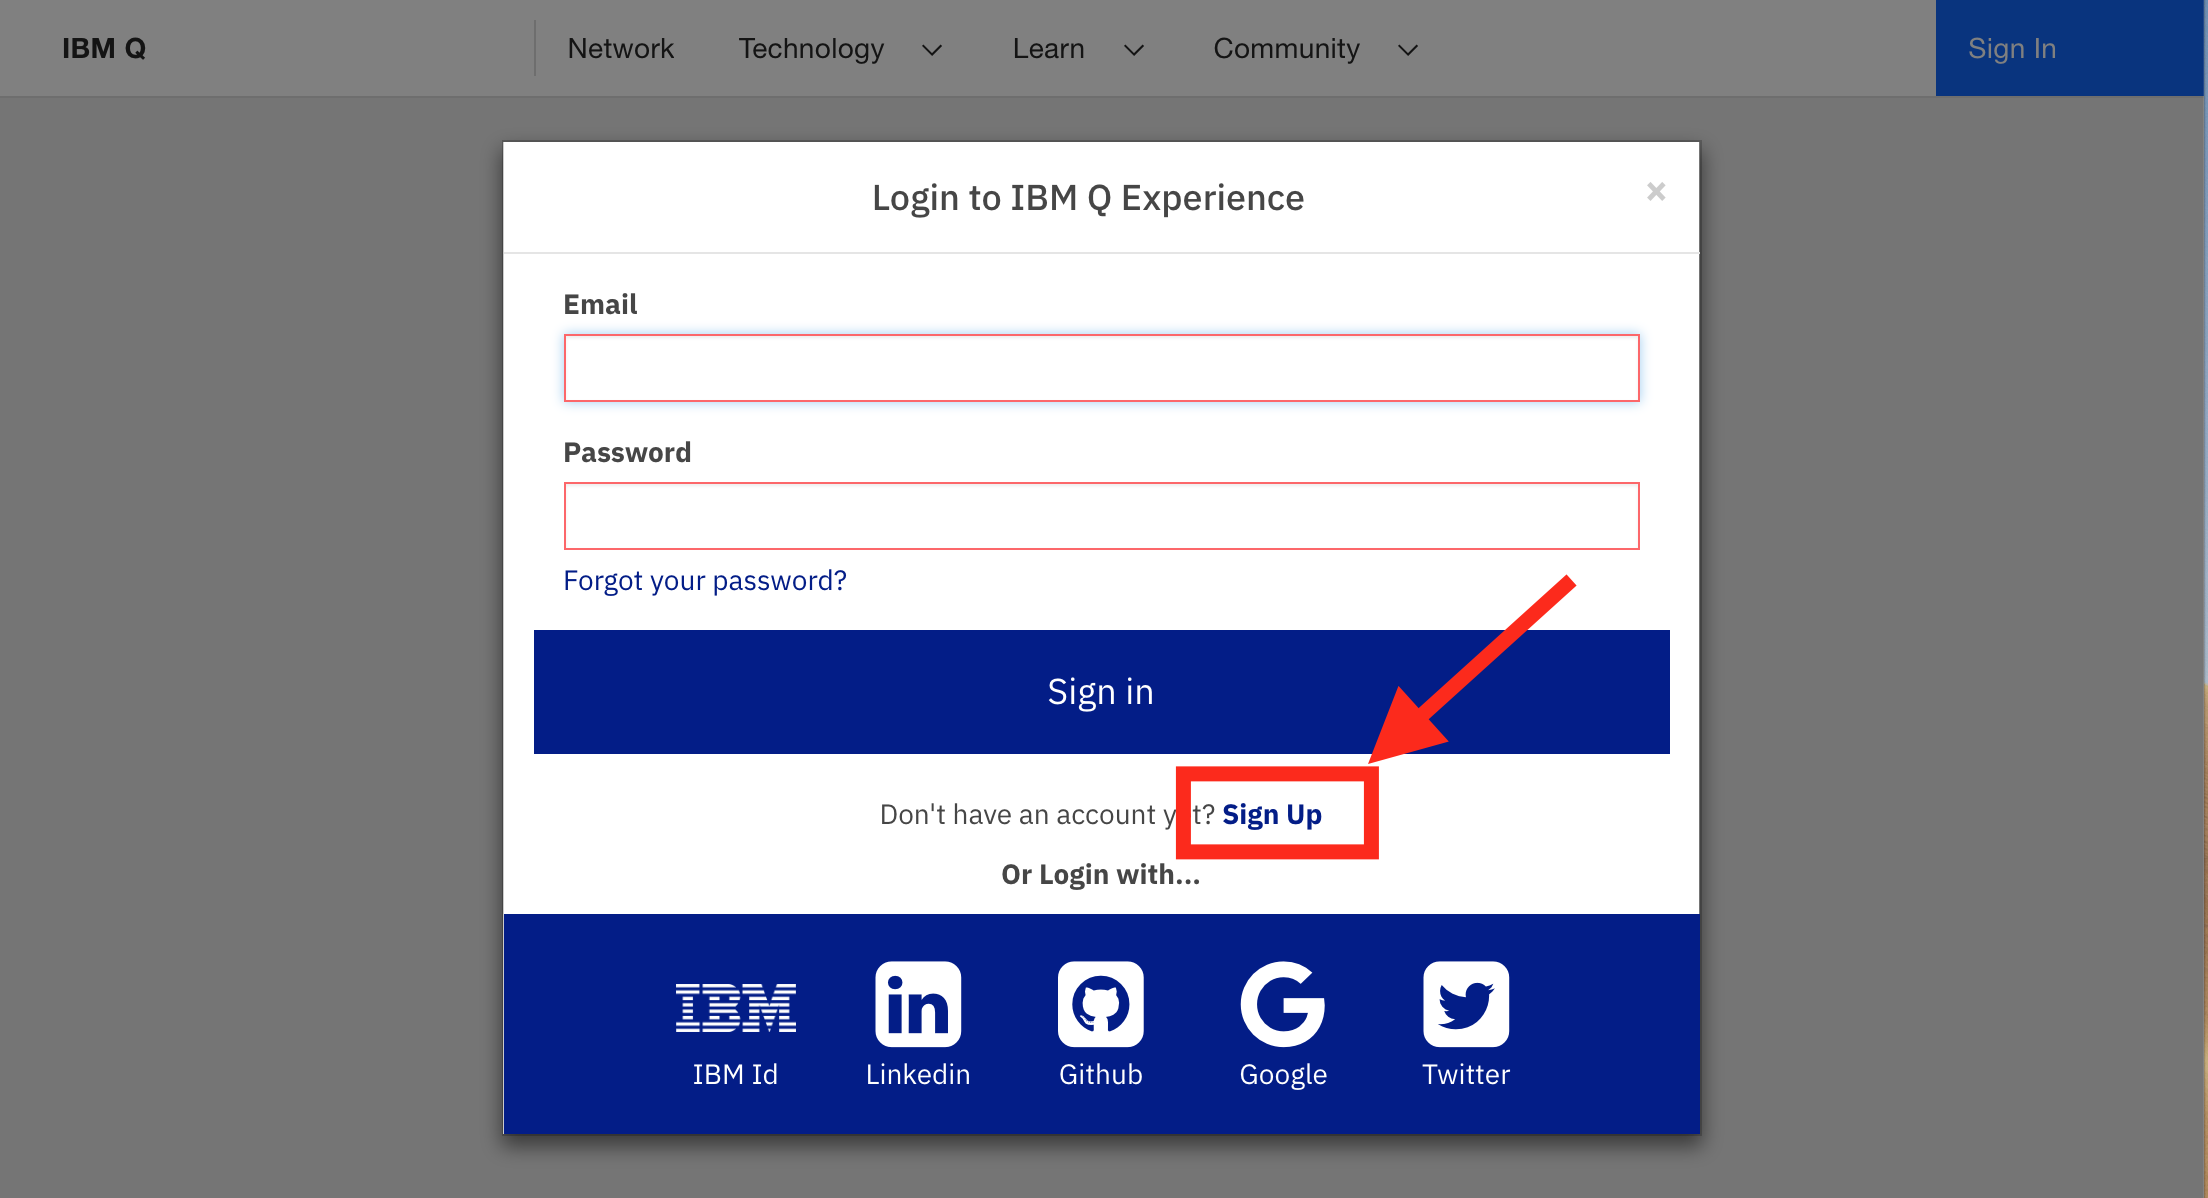 IBM Q
Network
Technology
Learn
Community
Sign In
Login to IBM Q Experience
×
Email
Password
Forgot your password?
Sign in
Don't have an account yet? Sign Up
Or Login with...
IBM
in
G
IBM Id
Linkedin
Github
Google
Twitter